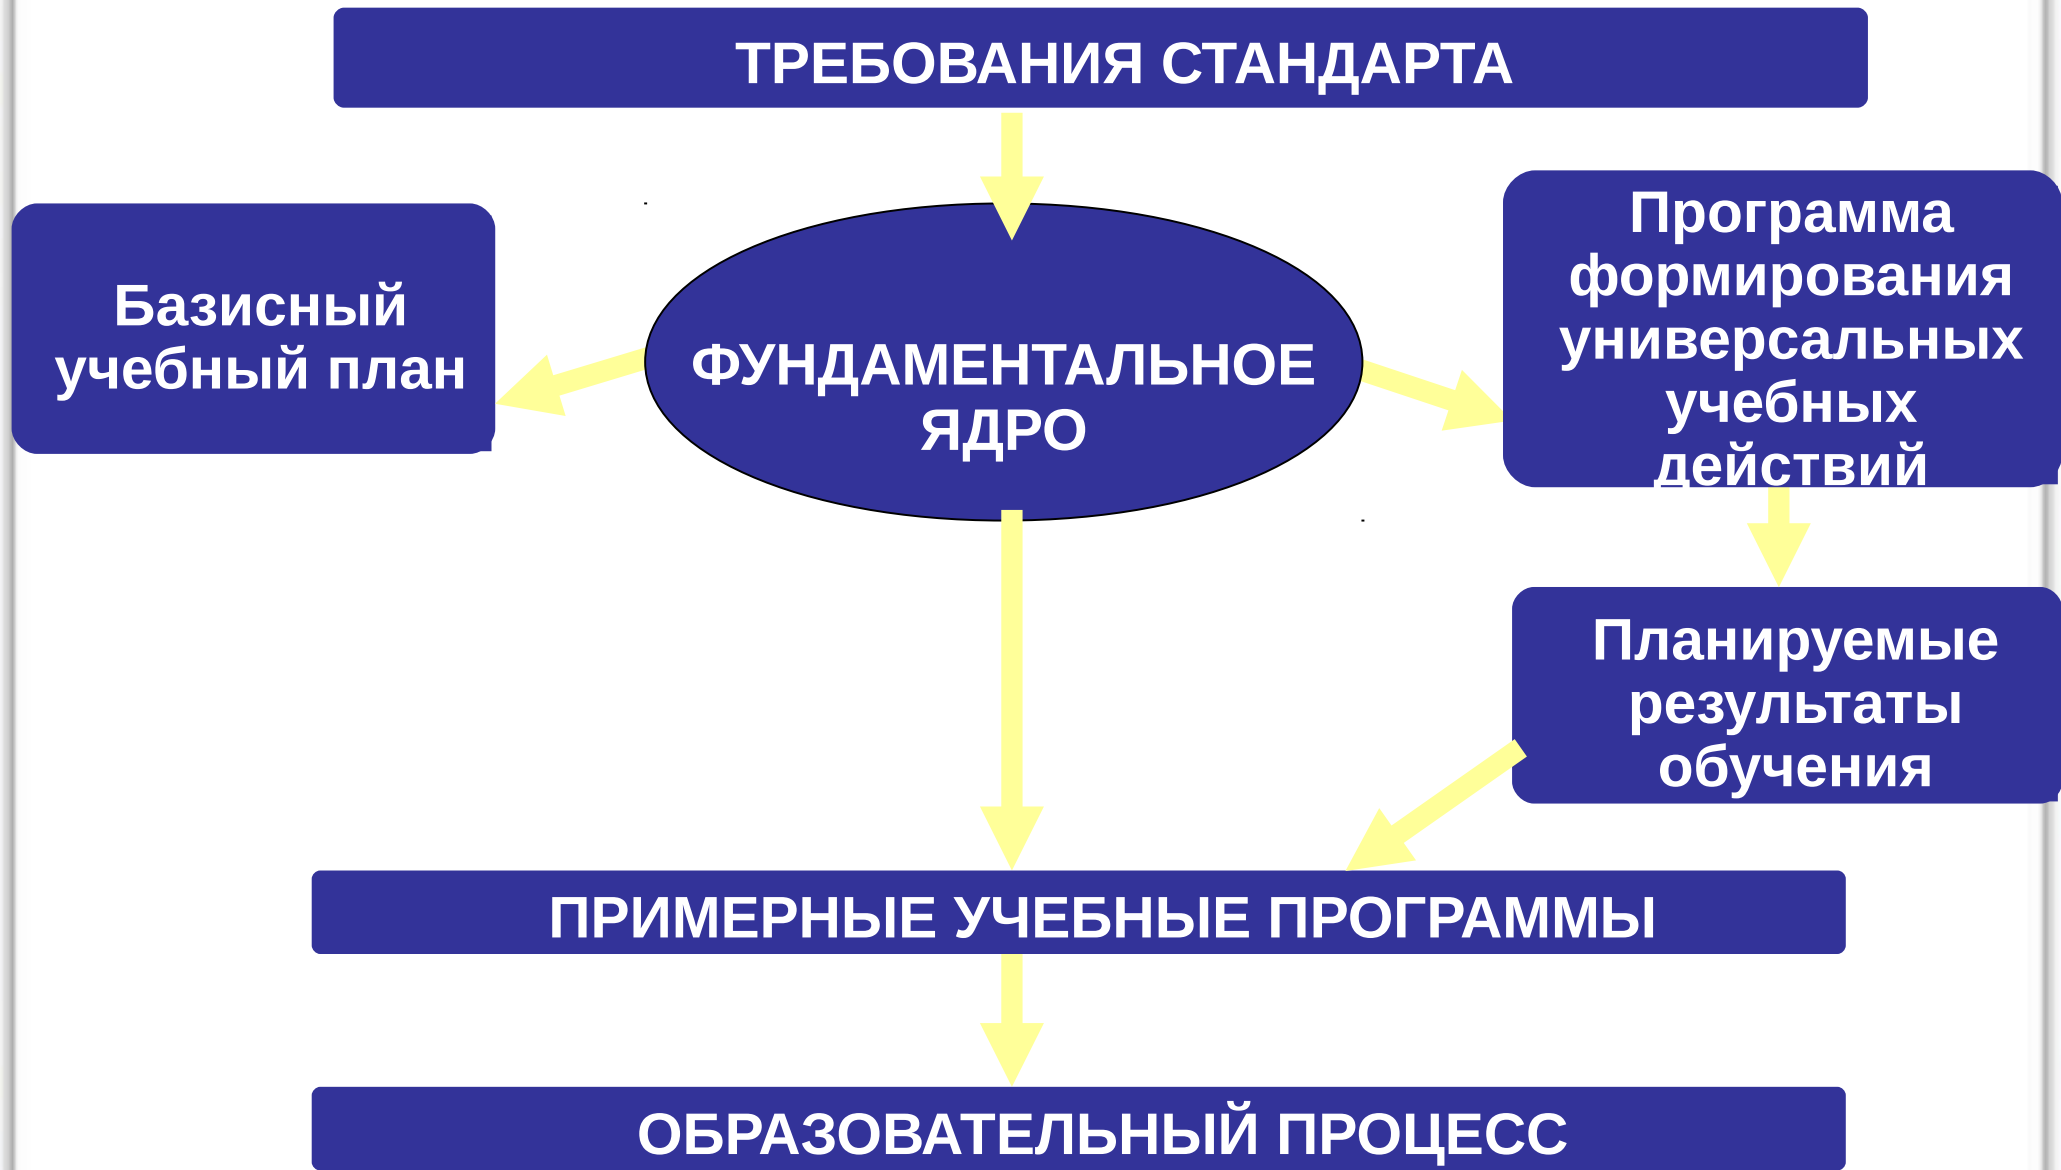 ТРЕБОВАНИЯ СТАНДАРТА
Базисный
учебный план
ФУНДАМЕНТАЛЬНОЕ
ЯДРО
Программа
формирования
универсальных
учебных
действий
Планируемые
результаты
обучения
ПРИМЕРНЫЕ УЧЕБНЫЕ ПРОГРАММЫ
ОБРАЗОВАТЕЛЬНЫЙ ПРОЦЕСС